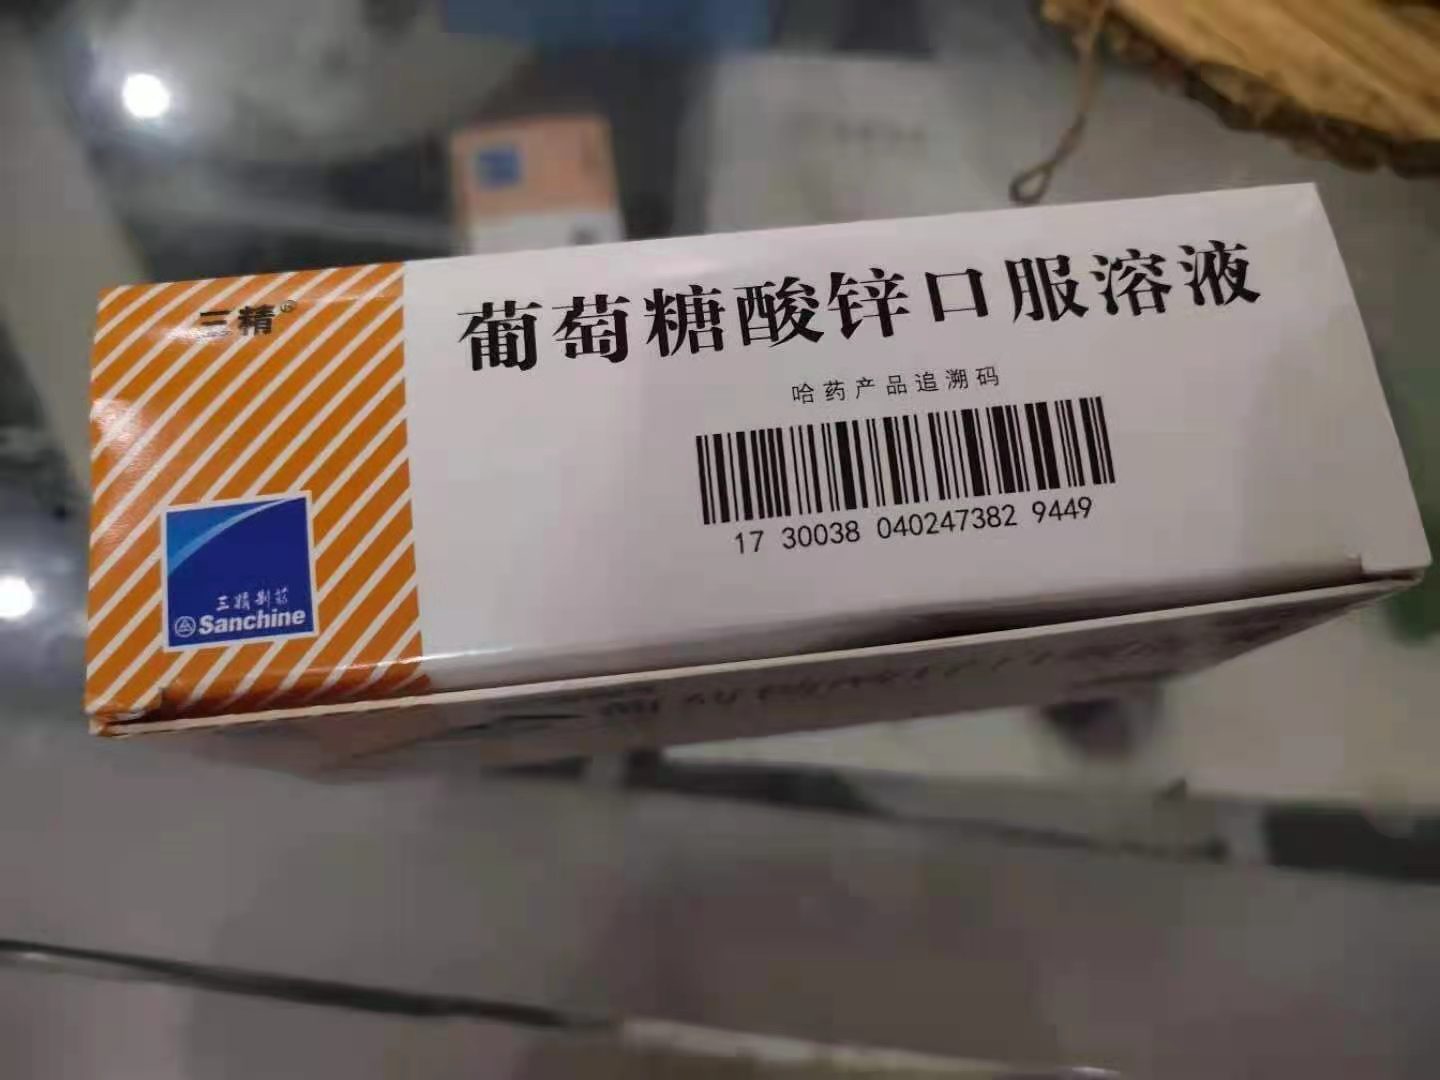 三精®
葡萄糖酸锌口服溶液
哈药产品追溯码
17 30038 040247382 9449
三精制药
Sanchine